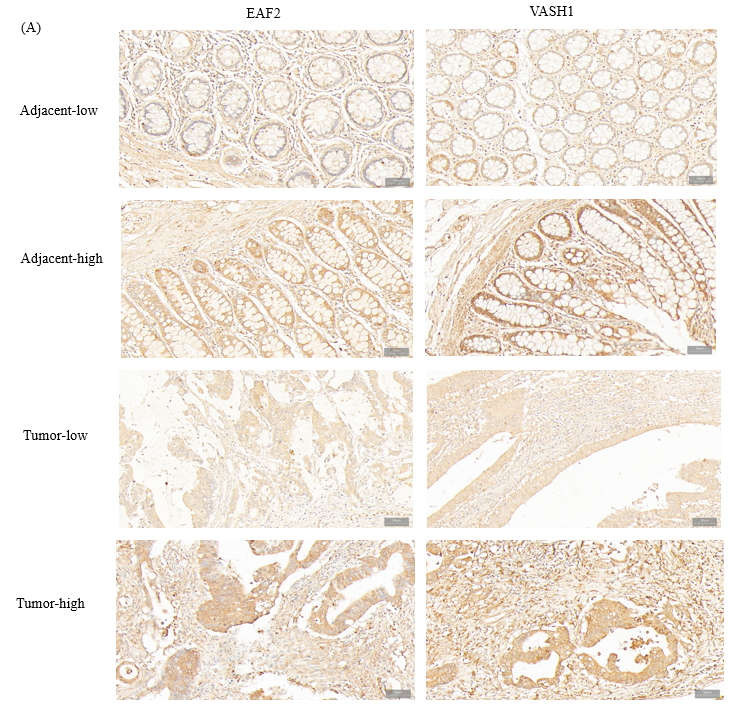 EAF2
VASH1
(A)
Adjacent-low
Adjacent-high
Tumor-low
Tumor-high